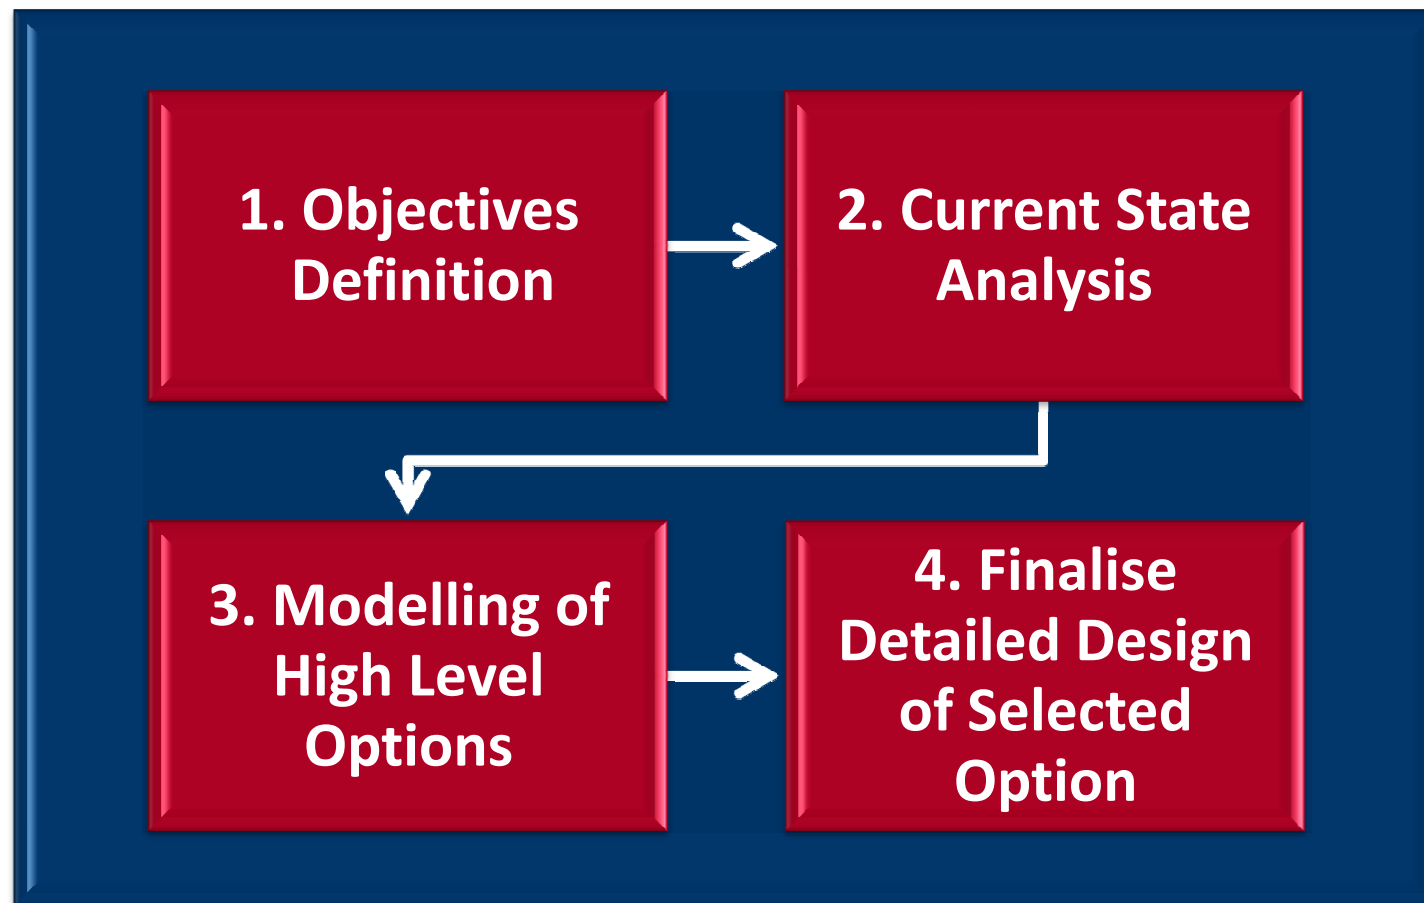 1. Objectives
Definition
2. Current State
Analysis
3. Modelling of
High Level
Options
4. Finalise
Detailed Design
of Selected
Option